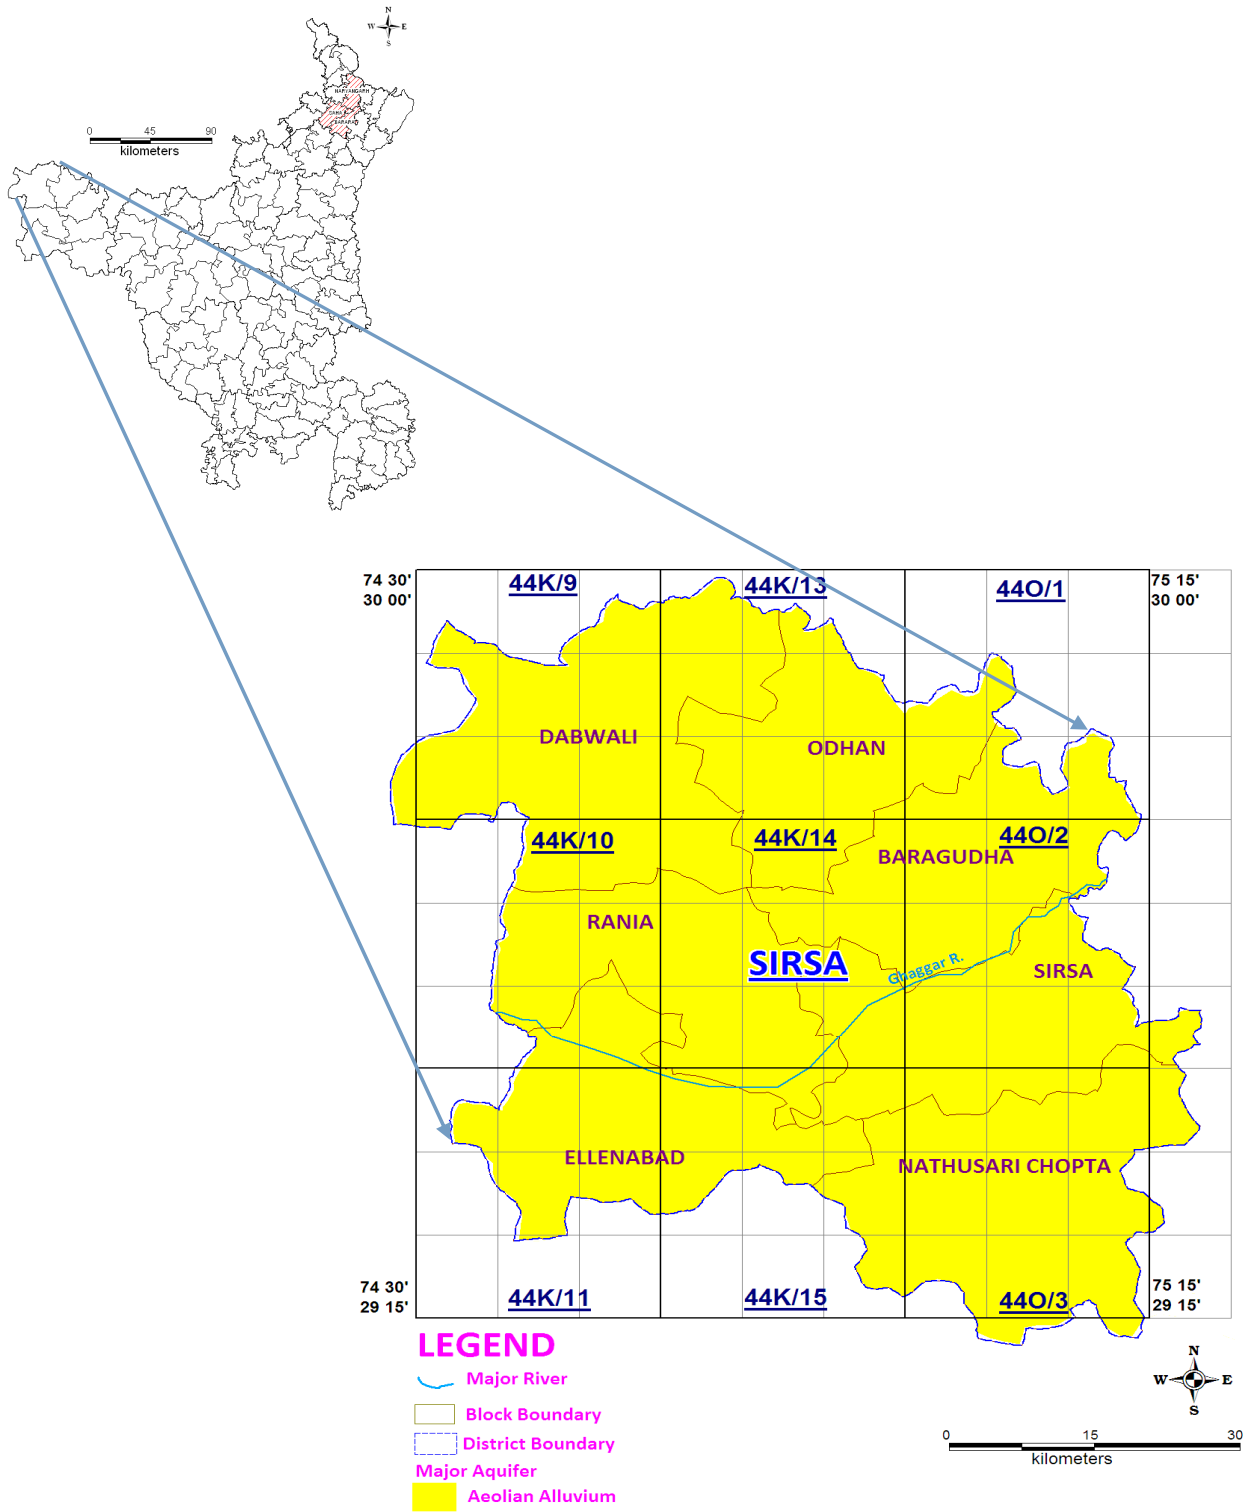 N
W E
S
NARYANGARH
SAHA
BARARA
0 45 90
kilometers
74 30'
30 00'
44K/9
44K/13
44O/1
75 15'
30 00'
DABWALI
ODHAN
44K/10
44K/14
44O/2
BARAGUDHA
RANIA
SIRSA
Ghaggar R.
SIRSA
ELLENABAD
NATHUSARI CHOPTA
74 30'
29 15'
44K/11
44K/15
44O/3
75 15'
29 15'
LEGEND
Major River
Block Boundary
District Boundary
Major Aquifer
Aeolian Alluvium
N
W E
S
0 15 30
kilometers